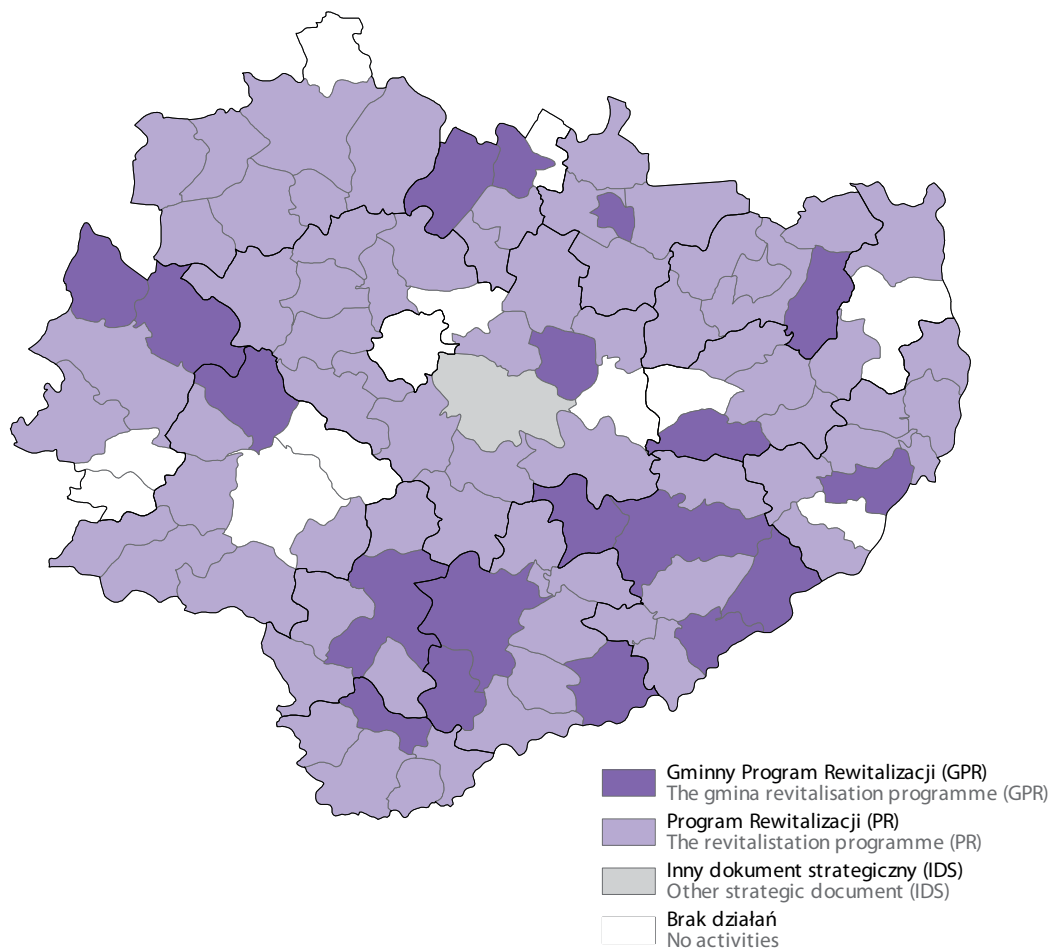 Gminny Program Rewitalizacji (GPR)
The gmina revitalisation programme (GPR)
Program Rewitalizacji (PR)
The revitalistation programme (PR)
Inny dokument strategiczny (IDS)
Other strategic document (IDS)
Brak działań
No activities